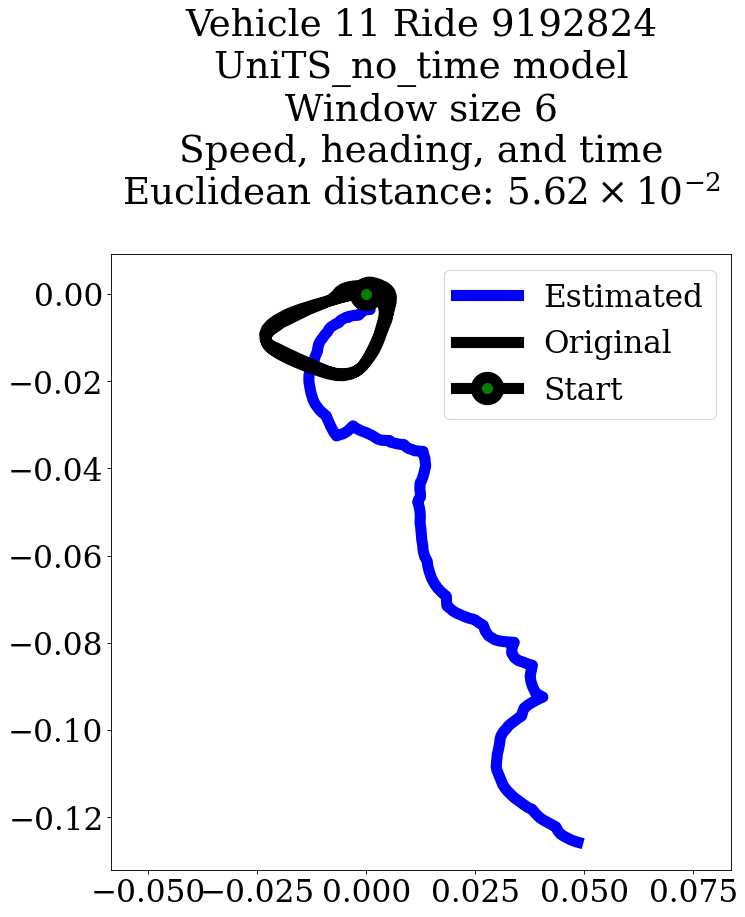 Vehicle 11 Ride 9192824
UniTS_no_time model
Window size 6
Speed, heading, and time
Euclidean distance: 5.62 × 10⁻²
Estimated
Original
Start
0.00
−0.02
−0.04
−0.06
−0.08
−0.10
−0.12
−0.050 −0.025 0.000 0.025 0.050 0.075